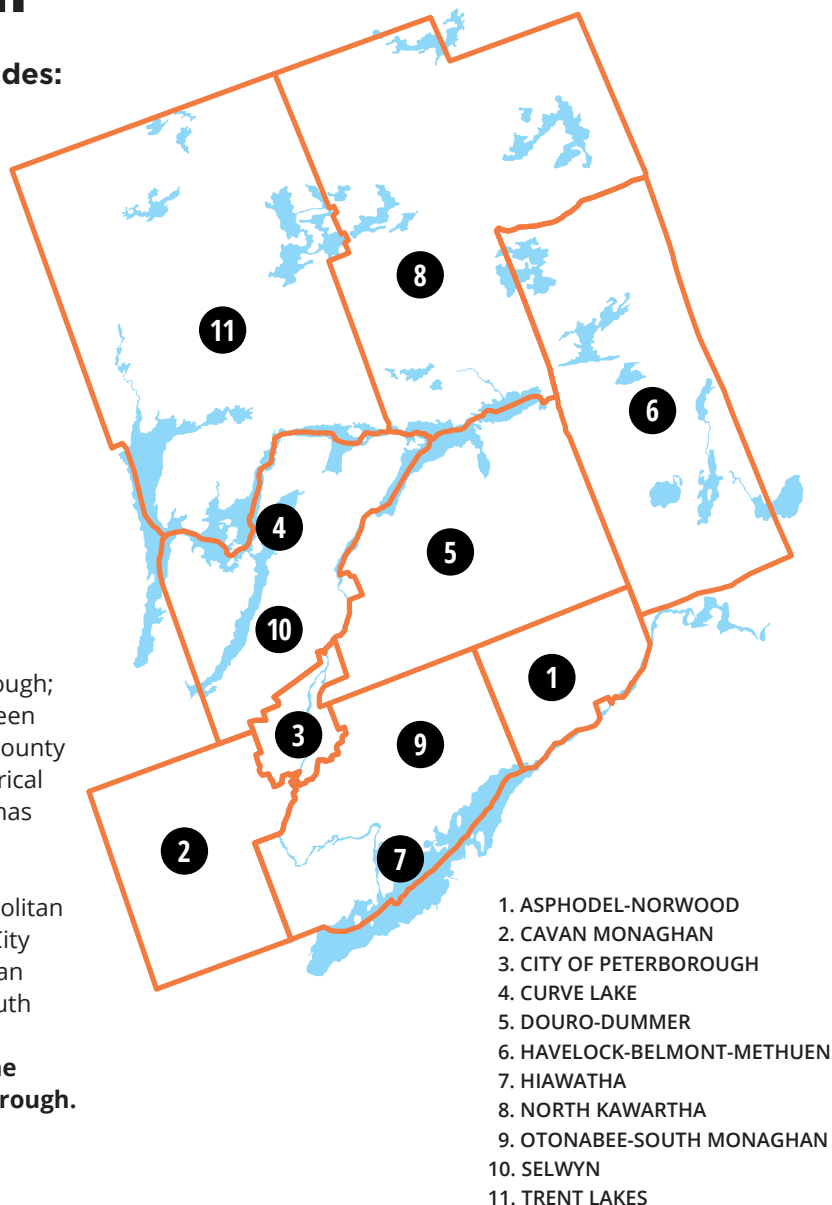 des:
ough;
een
ounty
rical
has
politan
City
an
uth
ne
rough.
11
8
6
4
5
10
1
3
9
2
7
1. ASPHODEL-NORWOOD
2. CAVAN MONAGHAN
3. CITY OF PETERBOROUGH
4. CURVE LAKE
5. DOURO-DUMMER
6. HAVELOCK-BELMONT-METHUEN
7. HIAWATHA
8. NORTH KAWARTHA
9. OTONABEE-SOUTH MONAGHAN
10. SELWYN
11. TRENT LAKES